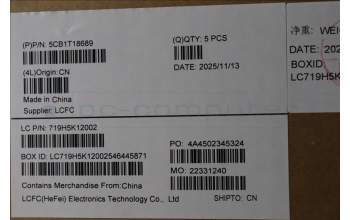 (P)P/N: 5CB1T18689
(Q)QTY: 5 PCS
(4L)Origin: CN
DATE: 2025/11/13
Made in China
Supplier: LCFC
净重: WEI
DATE: 202
BOXID
LC719H5K
LC P/N: 719H5K12002
PO: 4A4502345324
BOX ID: LC719H5K12002546445871
MO: 22331240
Contains Merchandise From:China
LCFC(HeFei) Electronics Technology Co., Ltd
SHIPTO: CN